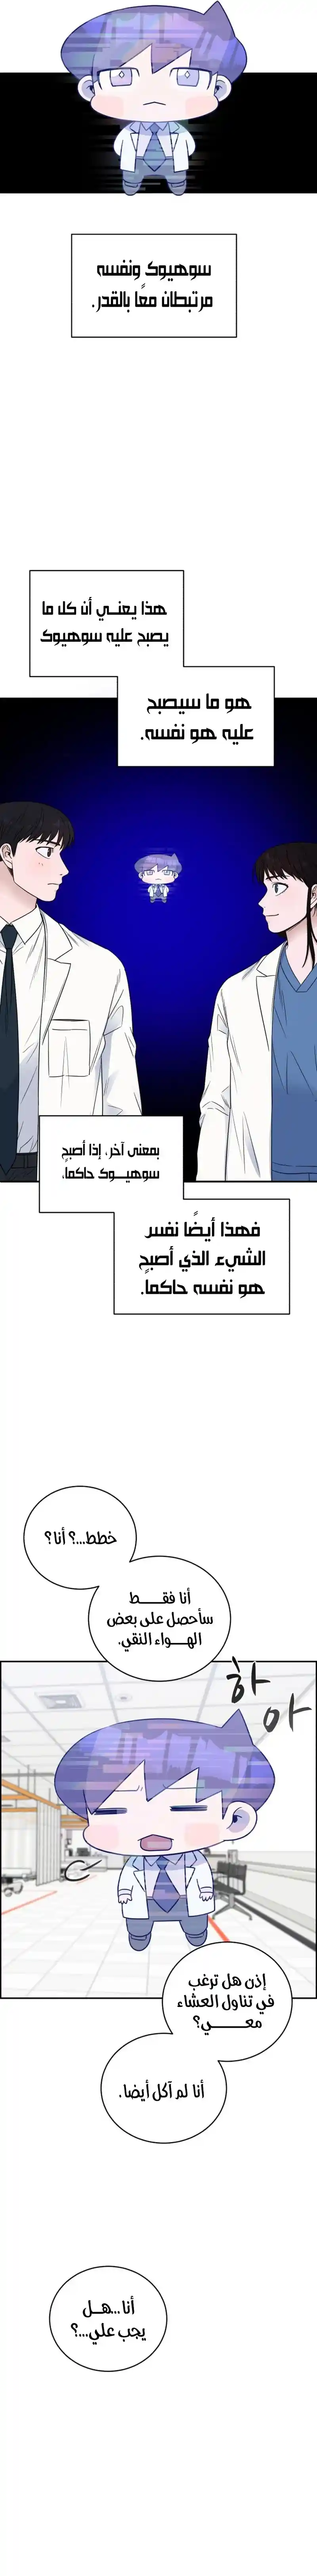 سوهيوك ونفسه
مرتبطان معًا بالقدر.
هذا يعني أن كل ما
يصبح عليه سوهيوك
هو ما سيصبح
عليه هو نفسه.
بمعنى آخر، إذا أصبح
سوهيوك حاكماً،
فهذا أيضًا نفس
الشيء الذي أصبح
هو نفسه حاكماً.
خطط...؟ أنا؟
أنا فقط
سأحصل على بعض
الهواء النقي.
하
아
إذن هل ترغب
في تناول العشاء
معي؟
أنا لم آكل أيضا.
أنا...هل
يجب علي...؟